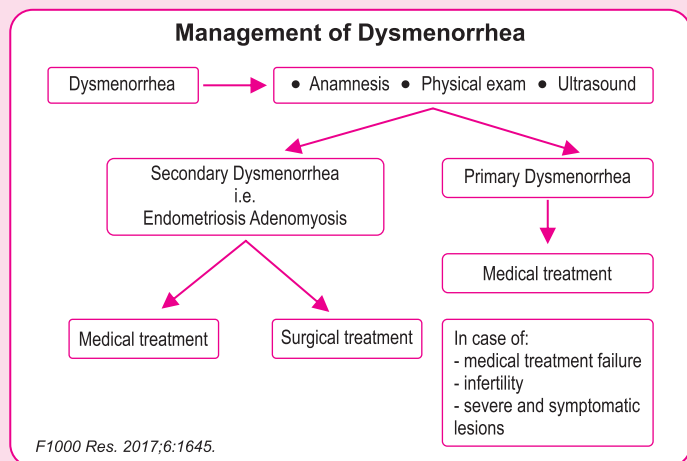 Management of Dysmenorrhea
Dysmenorrhea
● Anamnesis ● Physical exam ● Ultrasound
Secondary Dysmenorrhea
i.e.
Endometriosis Adenomyosis
Primary Dysmenorrhea
Medical treatment
Medical treatment
Surgical treatment
In case of:
- medical treatment failure
- infertility
- severe and symptomatic
lesions
F1000 Res. 2017;6:1645.